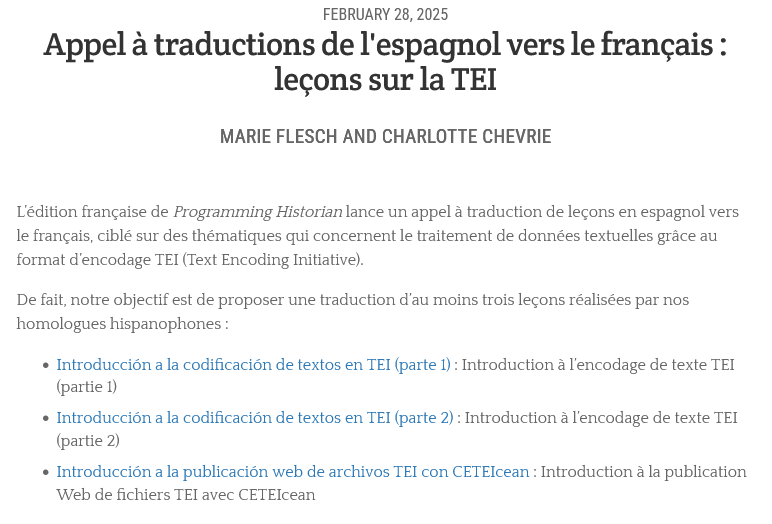 FEBRUARY 28, 2025
Appel à traductions de l'espagnol vers le français :
leçons sur la TEI
MARIE FLESCH AND CHARLOTTE CHEVRIE
L’édition française de Programming Historian lance un appel à traduction de leçons en espagnol vers
le français, ciblé sur des thématiques qui concernent le traitement de données textuelles grâce au
format d’encodage TEI (Text Encoding Initiative).
De fait, notre objectif est de proposer une traduction d’au moins trois leçons réalisées par nos
homologues hispanophones :
• Introducción a la codificación de textos en TEI (parte 1) : Introduction à l’encodage de texte TEI
(partie 1)
• Introducción a la codificación de textos en TEI (parte 2) : Introduction à l’encodage de texte TEI
(partie 2)
• Introducción a la publicación web de archivos TEI con CETEIcean : Introduction à la publication
Web de fichiers TEI avec CETEIcean